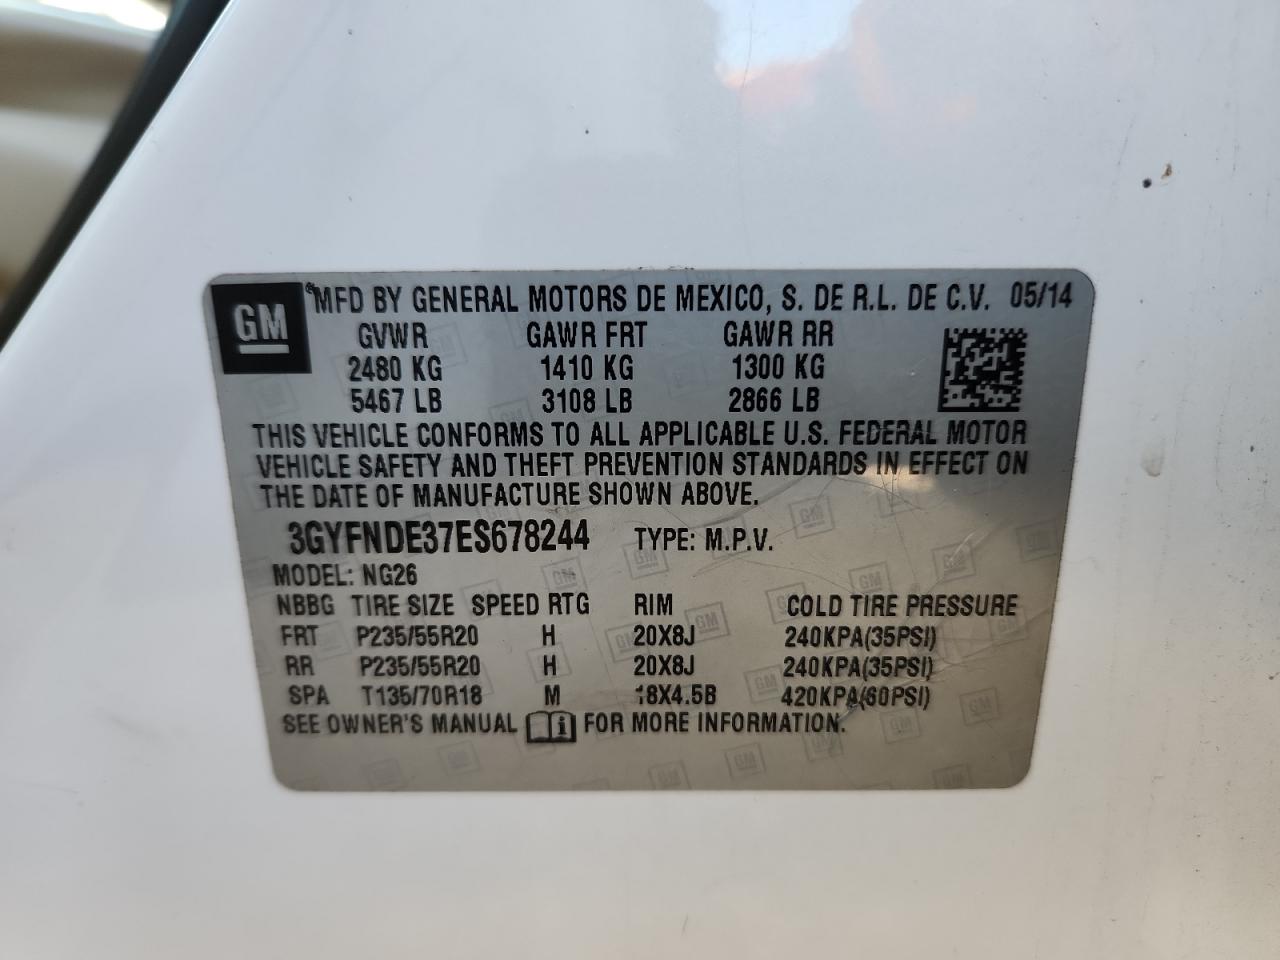 GM
®MFD BY GENERAL MOTORS DE MEXICO, S. DE R.L. DE C.V. 05/14
GVWR GAWR FRT GAWR RR
2480 KG 1410 KG 1300 KG
5467 LB 3108 LB 2866 LB
THIS VEHICLE CONFORMS TO ALL APPLICABLE U.S. FEDERAL MOTOR
VEHICLE SAFETY AND THEFT PREVENTION STANDARDS IN EFFECT ON
THE DATE OF MANUFACTURE SHOWN ABOVE.
3GYFNDE37ES678244 TYPE: M.P.V.
MODEL: NG26
NBBG TIRE SIZE SPEED RTG RIM COLD TIRE PRESSURE
FRT P235/55R20 H 20X8J 240KPA(35PSI)
RR P235/55R20 H 20X8J 240KPA(35PSI)
SPA T135/70R18 M 18X4.5B 420KPA(60PSI)
SEE OWNER'S MANUAL FOR MORE INFORMATION.